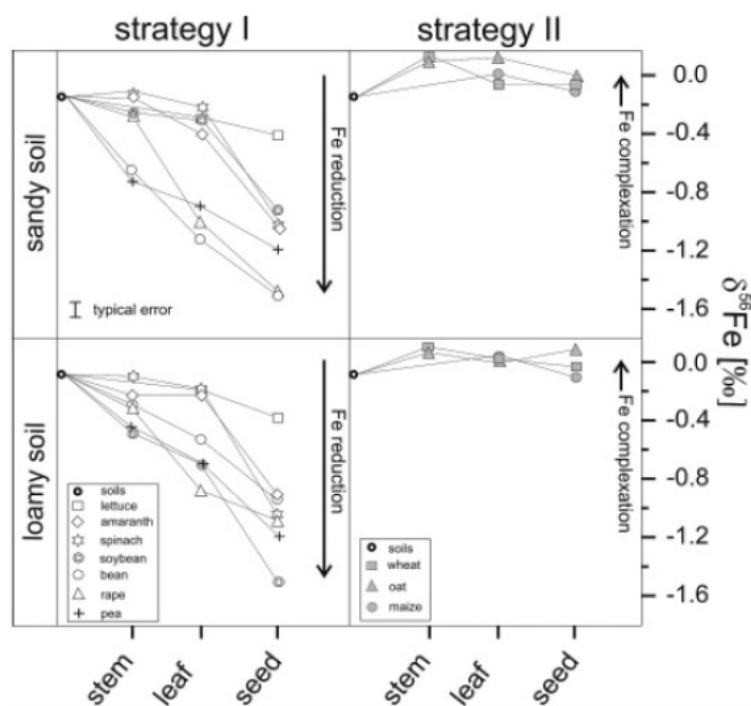 strategy I
strategy II
sandy soil
Fe reduction
typical error
Fe complexation
0.0
-0.4
-0.8
-1.2
-1.6
δ⁵⁶Fe [‰]
loamy soil
Fe reduction
soils
lettuce
amaranth
spinach
soybean
bean
rape
pea
soils
wheat
oat
maize
Fe complexation
0.0
-0.4
-0.8
-1.2
-1.6
stem
leaf
seed
stem
leaf
seed